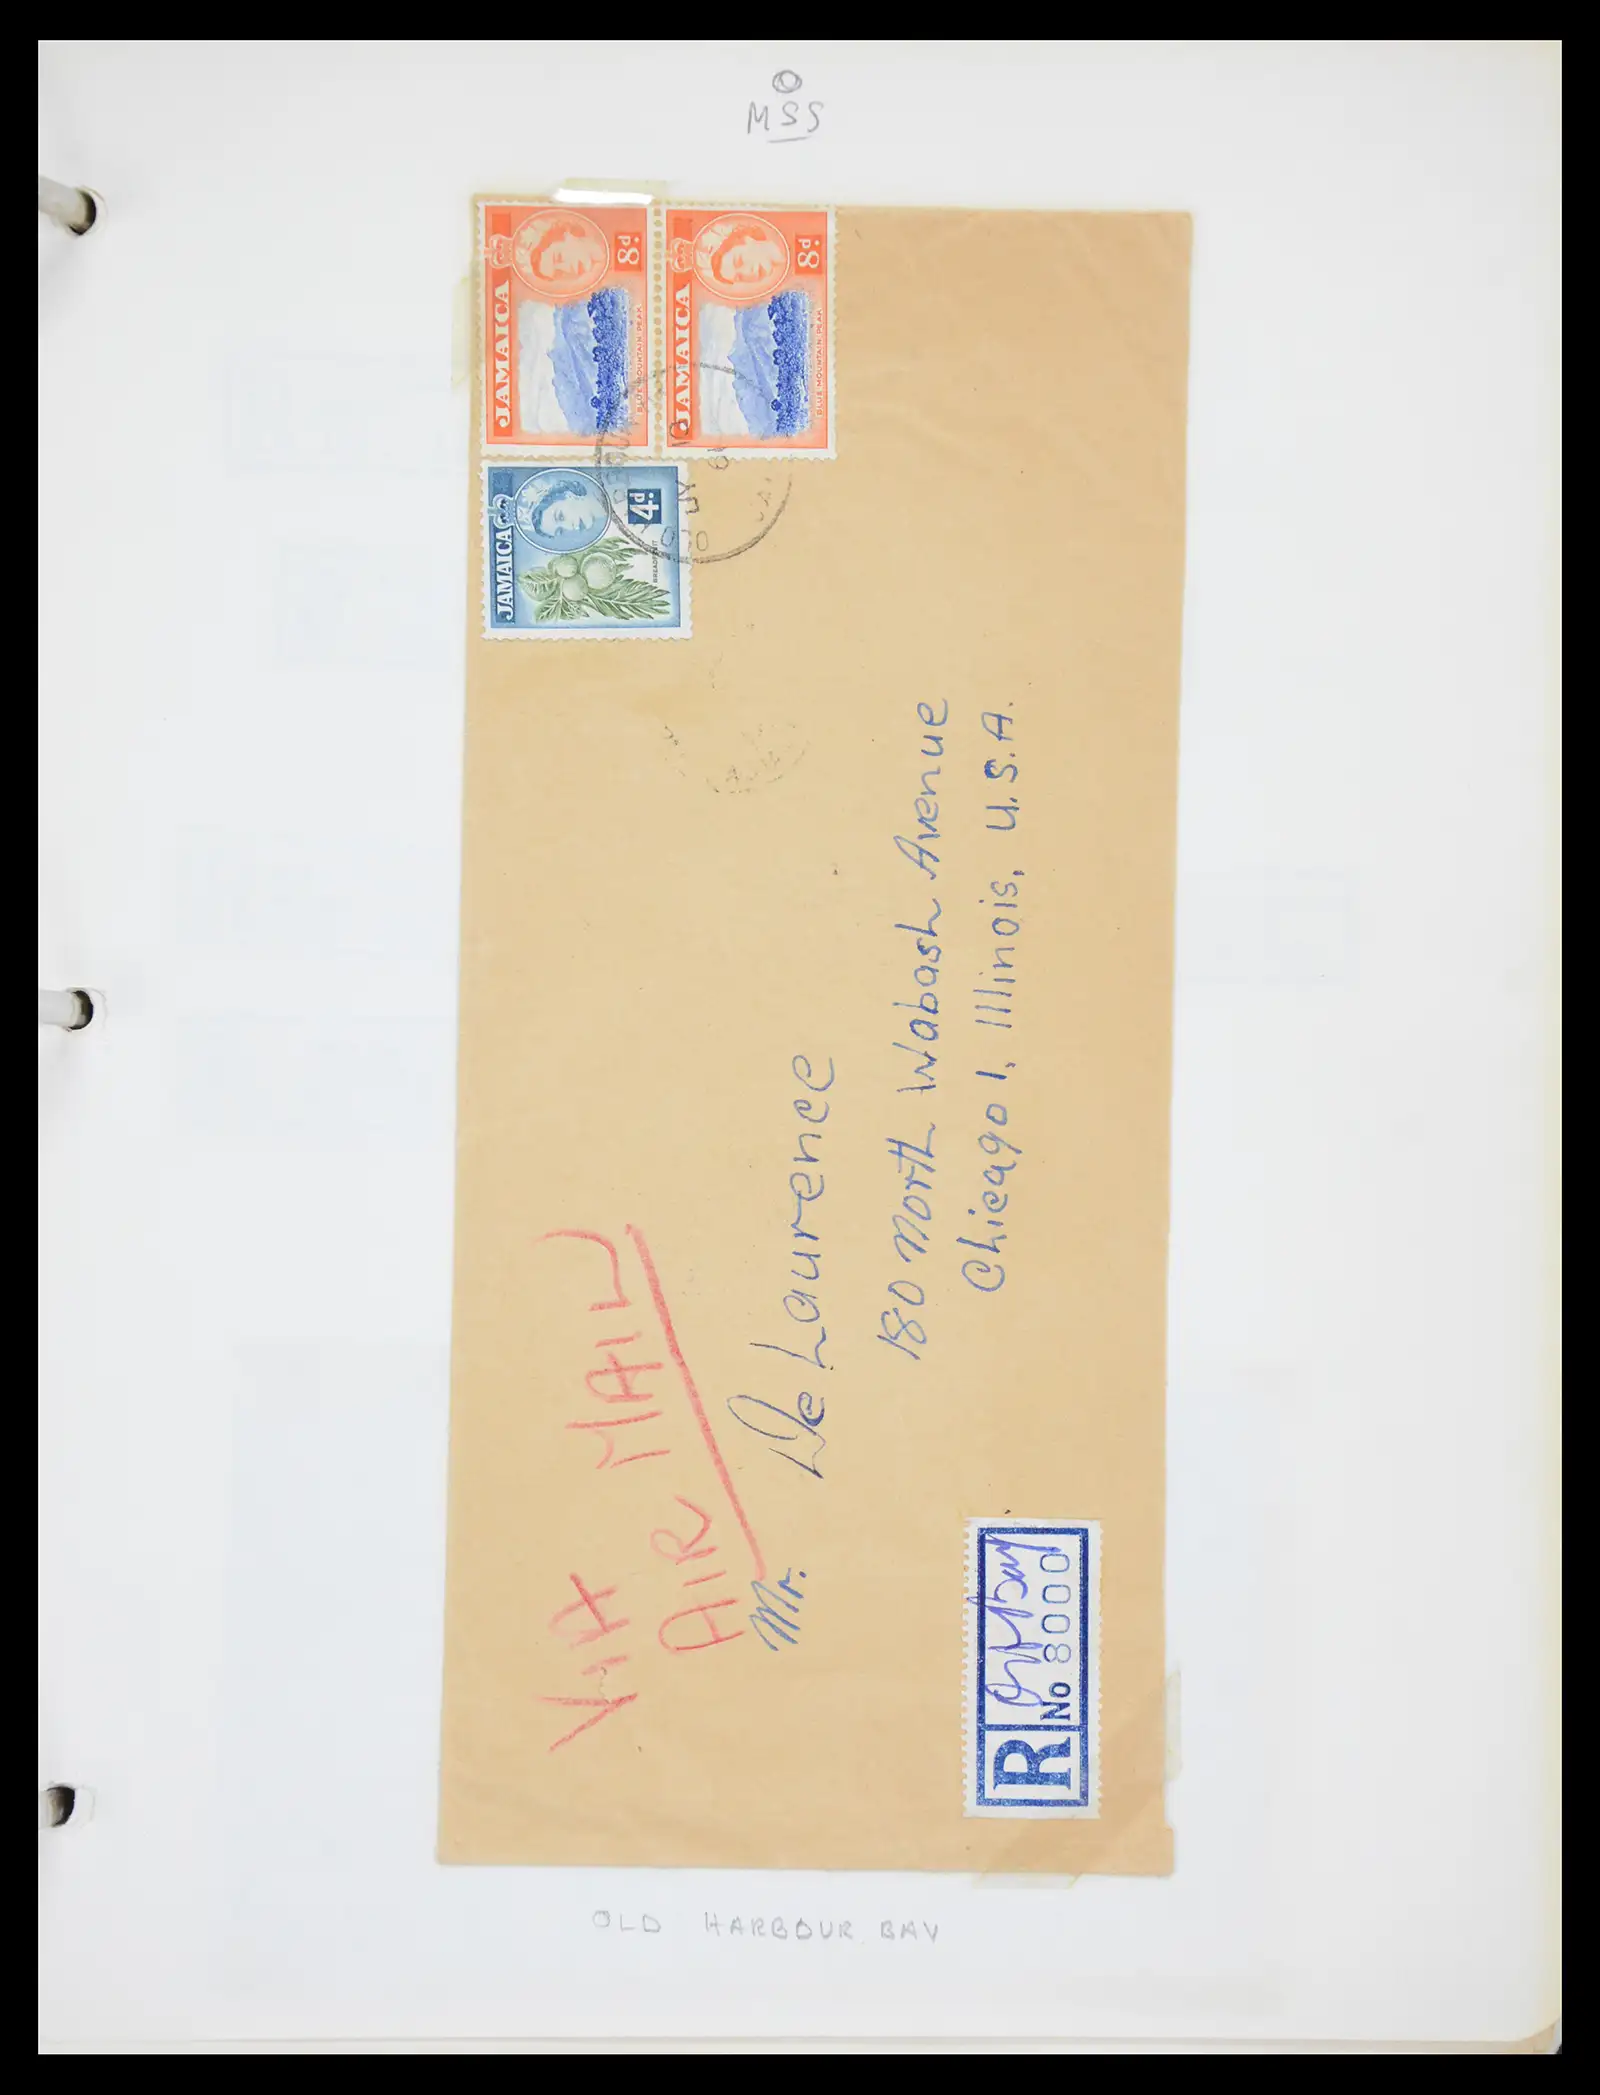 MSS
JAMAICA
8d.
BLUE MOUNTAIN PEAK
JAMAICA
8d.
BLUE MOUNTAIN PEAK
JAMAICA
4d.
BREADFRUIT
OLD
VIA
AIR MAIL
Mr. De Laurence
180 North Wabash Avenue
Chicago 1, Illinois, U.S.A.
R
No 8000
OLD HARBOUR BAY